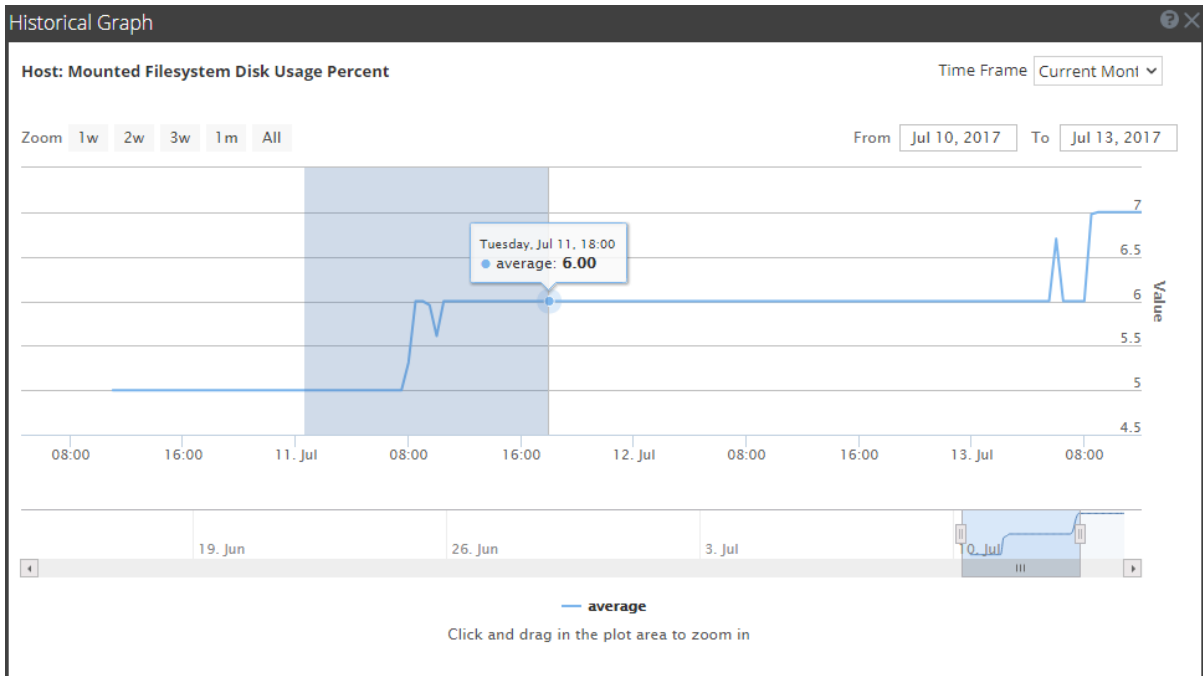 Historical Graph
Host: Mounted Filesystem Disk Usage Percent
Time Frame Current Mont
Zoom 1w 2w 3w 1m All
From Jul 10, 2017 To Jul 13, 2017
7
6.5
6
5.5
5
4.5
Value
Tuesday, Jul 11, 18:00
average: 6.00
08:00 16:00 11. Jul 08:00 16:00 12. Jul 08:00 16:00 13. Jul 08:00
19. Jun 26. Jun 3. Jul 10. Jul
average
Click and drag in the plot area to zoom in